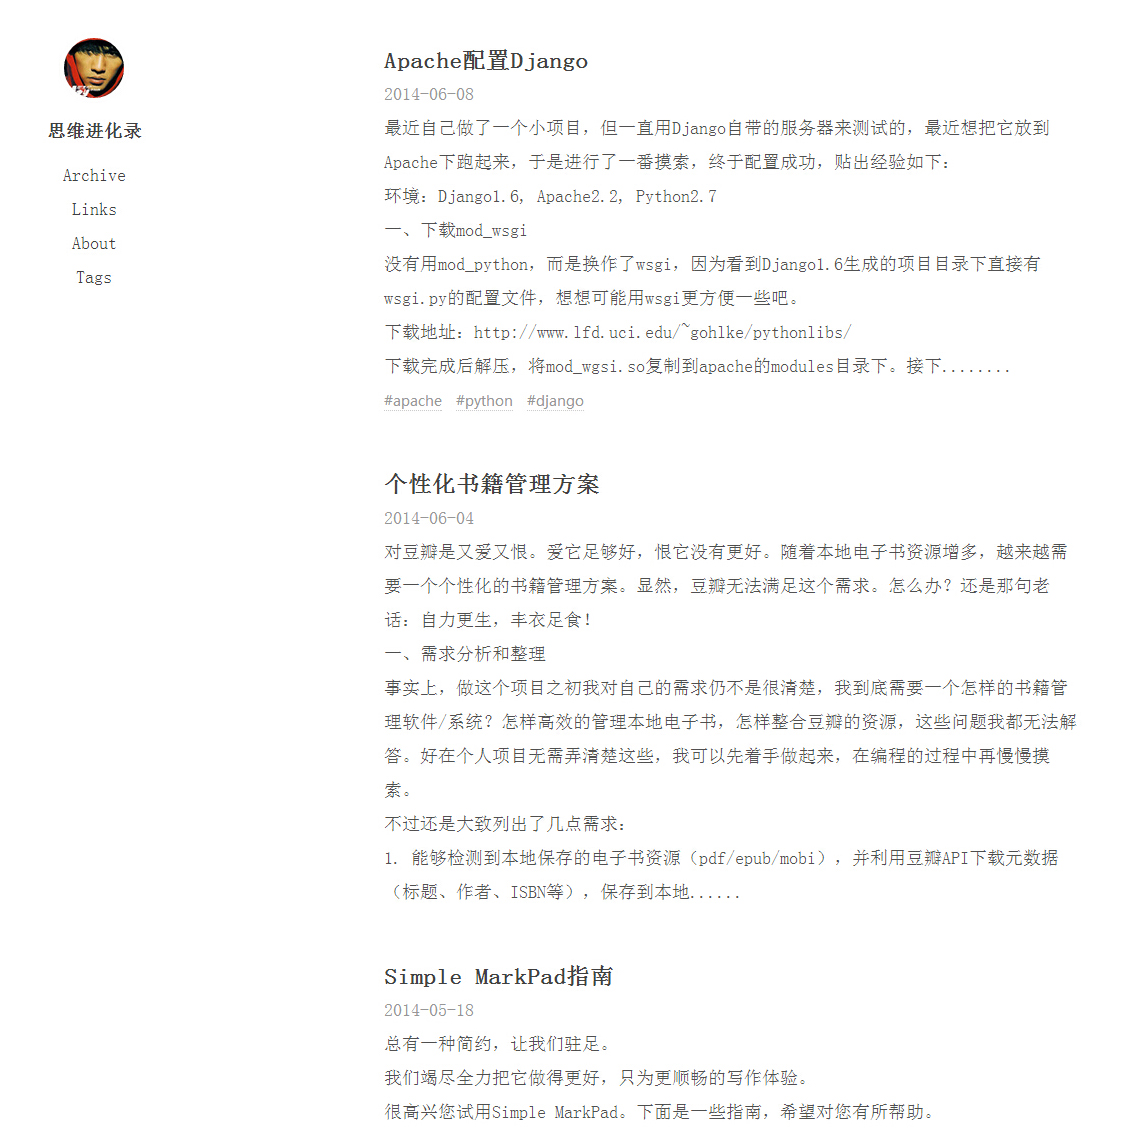 思维进化录
Archive
Links
About
Tags
Apache配置Django
2014-06-08
最近自己做了一个小项目，但一直用Django自带的服务器来测试的，最近想把它放到
Apache下跑起来，于是进行了一番摸索，终于配置成功，贴出经验如下：
环境：Django1.6, Apache2.2, Python2.7
一、下载mod_wsgi
没有用mod_python，而是换作了wsgi，因为看到Django1.6生成的项目目录下直接有
wsgi.py的配置文件，想想可能用wsgi更方便一些吧。
下载地址：http://www.lfd.uci.edu/~gohlke/pythonlibs/
下载完成后解压，将mod_wgsi.so复制到apache的modules目录下。接下........
#apache #python #django
个性化书籍管理方案
2014-06-04
对豆瓣是又爱又恨。爱它足够好，恨它没有更好。随着本地电子书资源增多，越来越需
要一个个性化的书籍管理方案。显然，豆瓣无法满足这个需求。怎么办？还是那句老
话：自力更生，丰衣足食！
一、需求分析和整理
事实上，做这个项目之初我对自己的需求仍不是很清楚，我到底需要一个怎样的书籍管
理软件/系统？怎样高效的管理本地电子书，怎样整合豆瓣的资源，这些问题我都无法解
答。好在个人项目无需弄清楚这些，我可以先着手做起来，在编程的过程中再慢慢摸
索。
不过还是大致列出了几点需求：
1. 能够检测到本地保存的电子书资源（pdf/epub/mobi），并利用豆瓣API下载元数据
（标题、作者、ISBN等），保存到本地......
Simple MarkPad指南
2014-05-18
总有一种简约，让我们驻足。
我们竭尽全力把它做得更好，只为更顺畅的写作体验。
很高兴您试用Simple MarkPad。下面是一些指南，希望对您有所帮助。